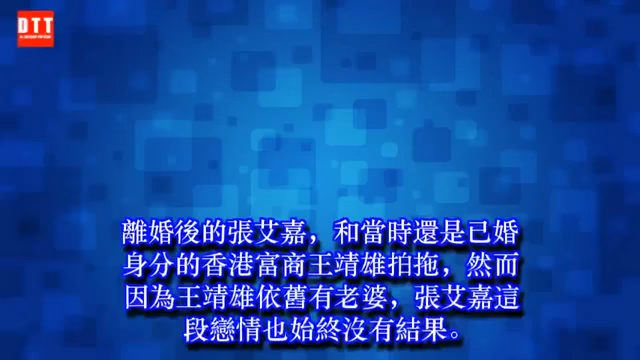 DTT
離婚後的張艾嘉，和當時還是已婚
身分的香港富商王靖雄拍拖，然而
因為王靖雄依舊有老婆，張艾嘉這
段戀情也始終沒有結果。